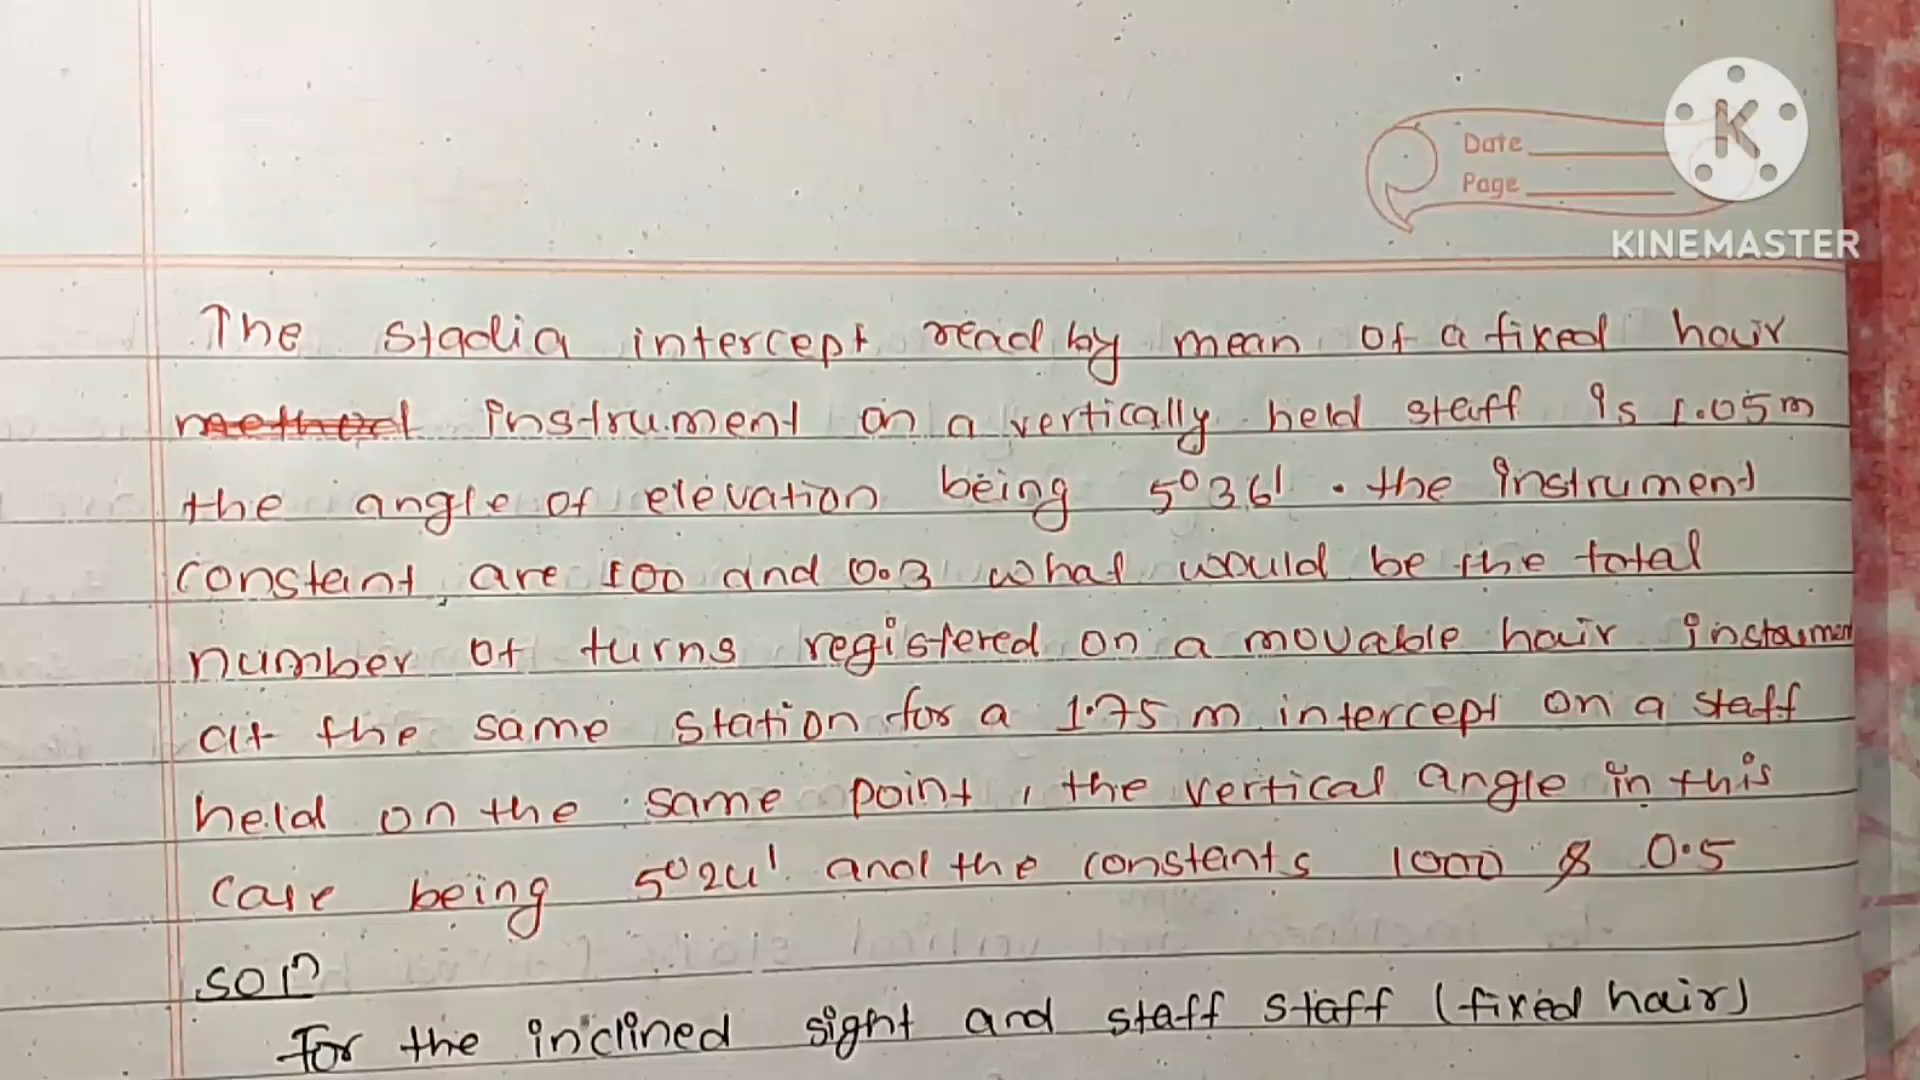 Date
Page
K
KINEMASTER
The stadia intercept read by mean of a fixed hair
method instrument on a vertically held staff is 1.05m
the angle of elevation being 5°36' . the instrument
constant are 100 and 0.3 what would be the total
number of turns registered on a movable hair instrument
at the same station for a 1.75 m intercept on a staff
held on the same point, the vertical angle in this
case being 5°24' and the constants 1000 & 0.5
sol^n
For the inclined sight and staff staff (fixed hair)